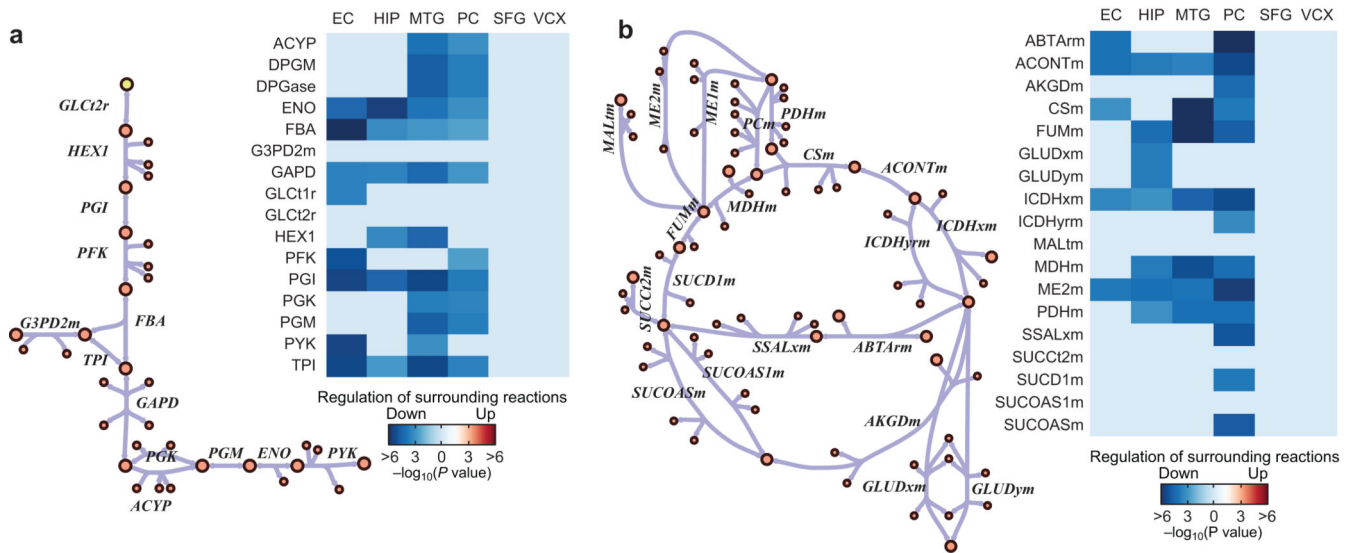 a
EC HIP MTG PC SFG VCX
ACYP
DPGM
DPGase
ENO
FBA
G3PD2m
GAPD
GLCt1r
GLCt2r
HEX1
PFK
PGI
PGK
PGM
PYK
TPI
Regulation of surrounding reactions
Down Up
>6 3 0 3 >6
–log10(P value)
GLCt2r
HEX1
PGI
PFK
G3PD2m
FBA
TPI
GAPD
PGK
PGM
ENO
PYK
ACYP
b
EC HIP MTG PC SFG VCX
ABTArm
ACONTm
AKGDm
CSm
FUMm
GLUDxm
GLUDym
ICDHxm
ICDHyrm
MALtm
MDHm
ME2m
PDHm
SSALxm
SUCCt2m
SUCD1m
SUCOAS1m
SUCOASm
Regulation of surrounding reactions
Down Up
>6 3 0 3 >6
–log10(P value)
MALtm
ME2m
ME1m
PCm
PDHm
CSm
ACONTm
MDHm
FUMm
ICDHxm
ICDHyrm
SUCD1m
SUCCt2m
SSALxm
ABTArm
SUCOAS1m
SUCOASm
AKGDm
GLUDxm
GLUDym